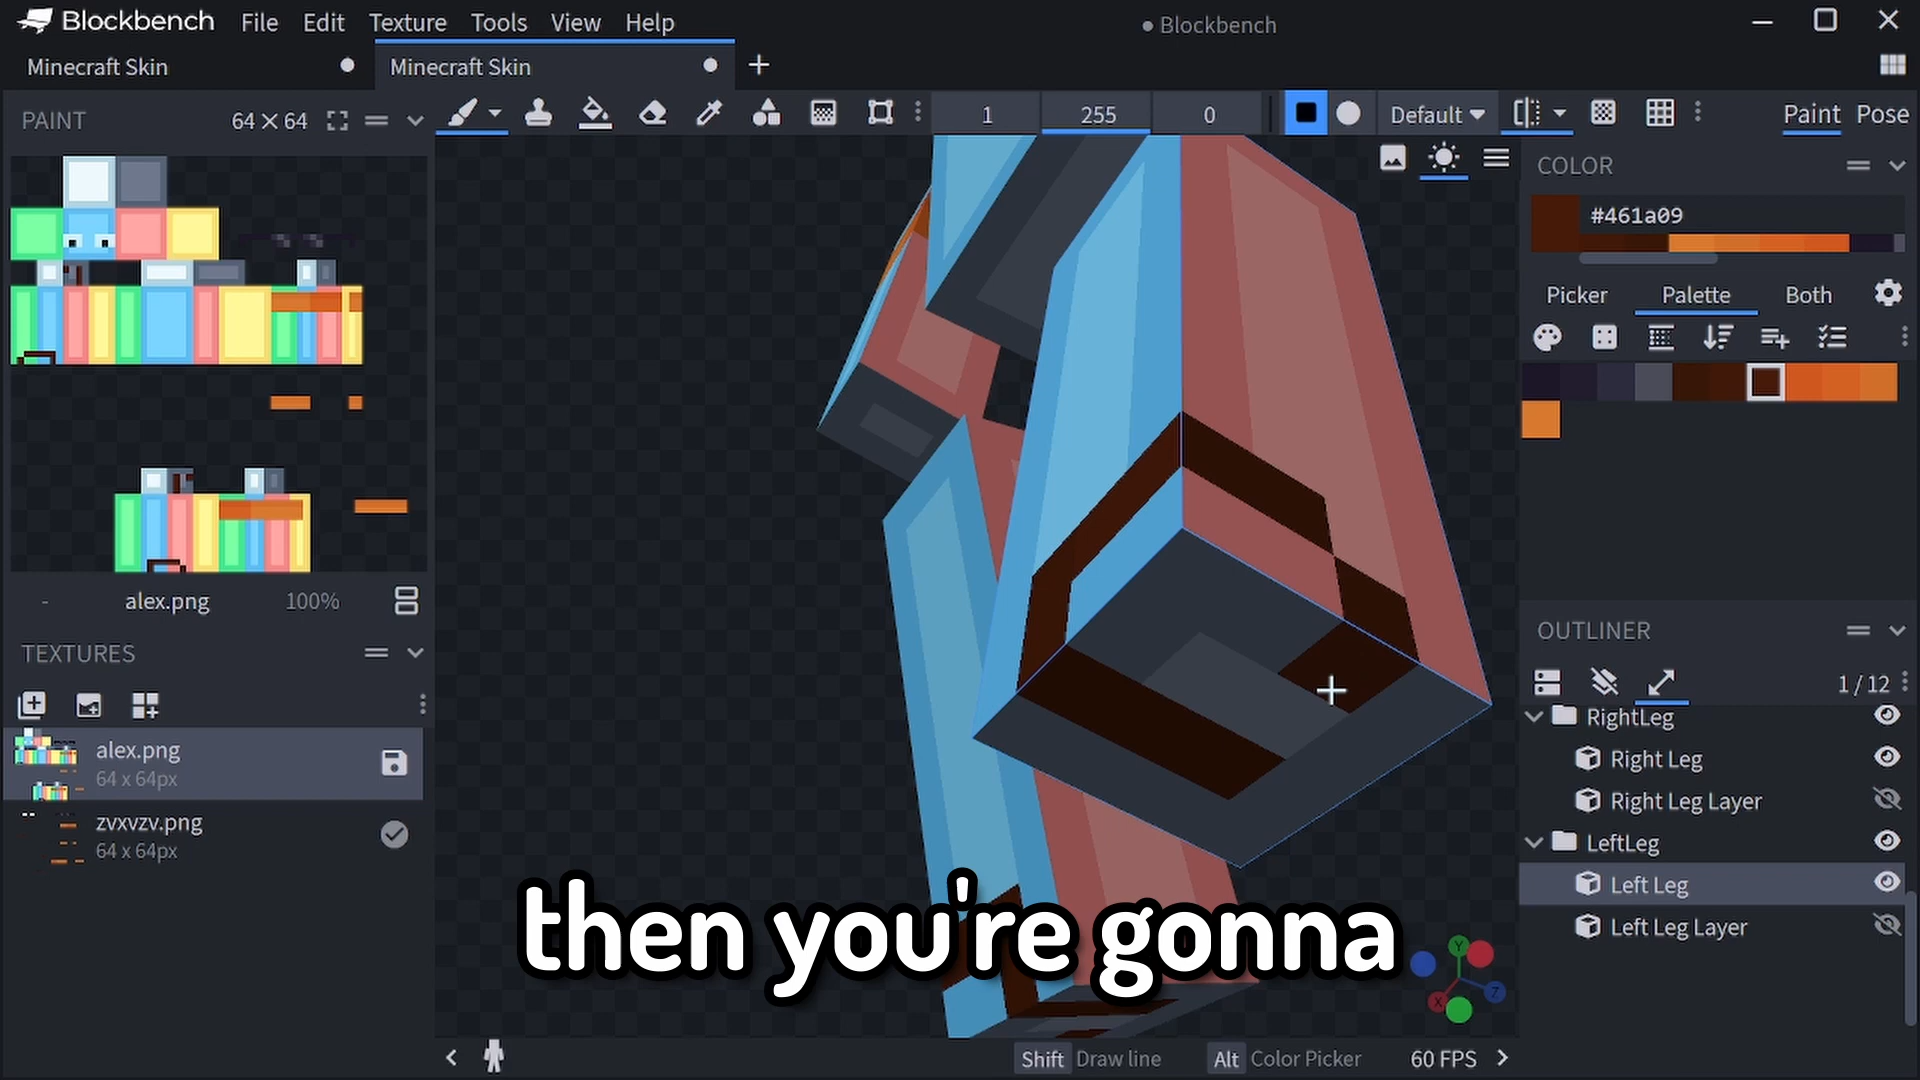 Blockbench File Edit Texture Tools View Help
Blockbench
Minecraft Skin
Minecraft Skin
PAINT 64 × 64
1 255 0 Default
Paint Pose
COLOR
#461a09
Picker Palette Both
- alex.png 100%
TEXTURES
alex.png
64 x 64px
zvxvzv.png
64 x 64px
OUTLINER
1 / 12
RightLeg
Right Leg
Right Leg Layer
LeftLeg
Left Leg
Left Leg Layer
then you're gonna
Y
X
Z
Shift Draw line Alt Color Picker 60 FPS